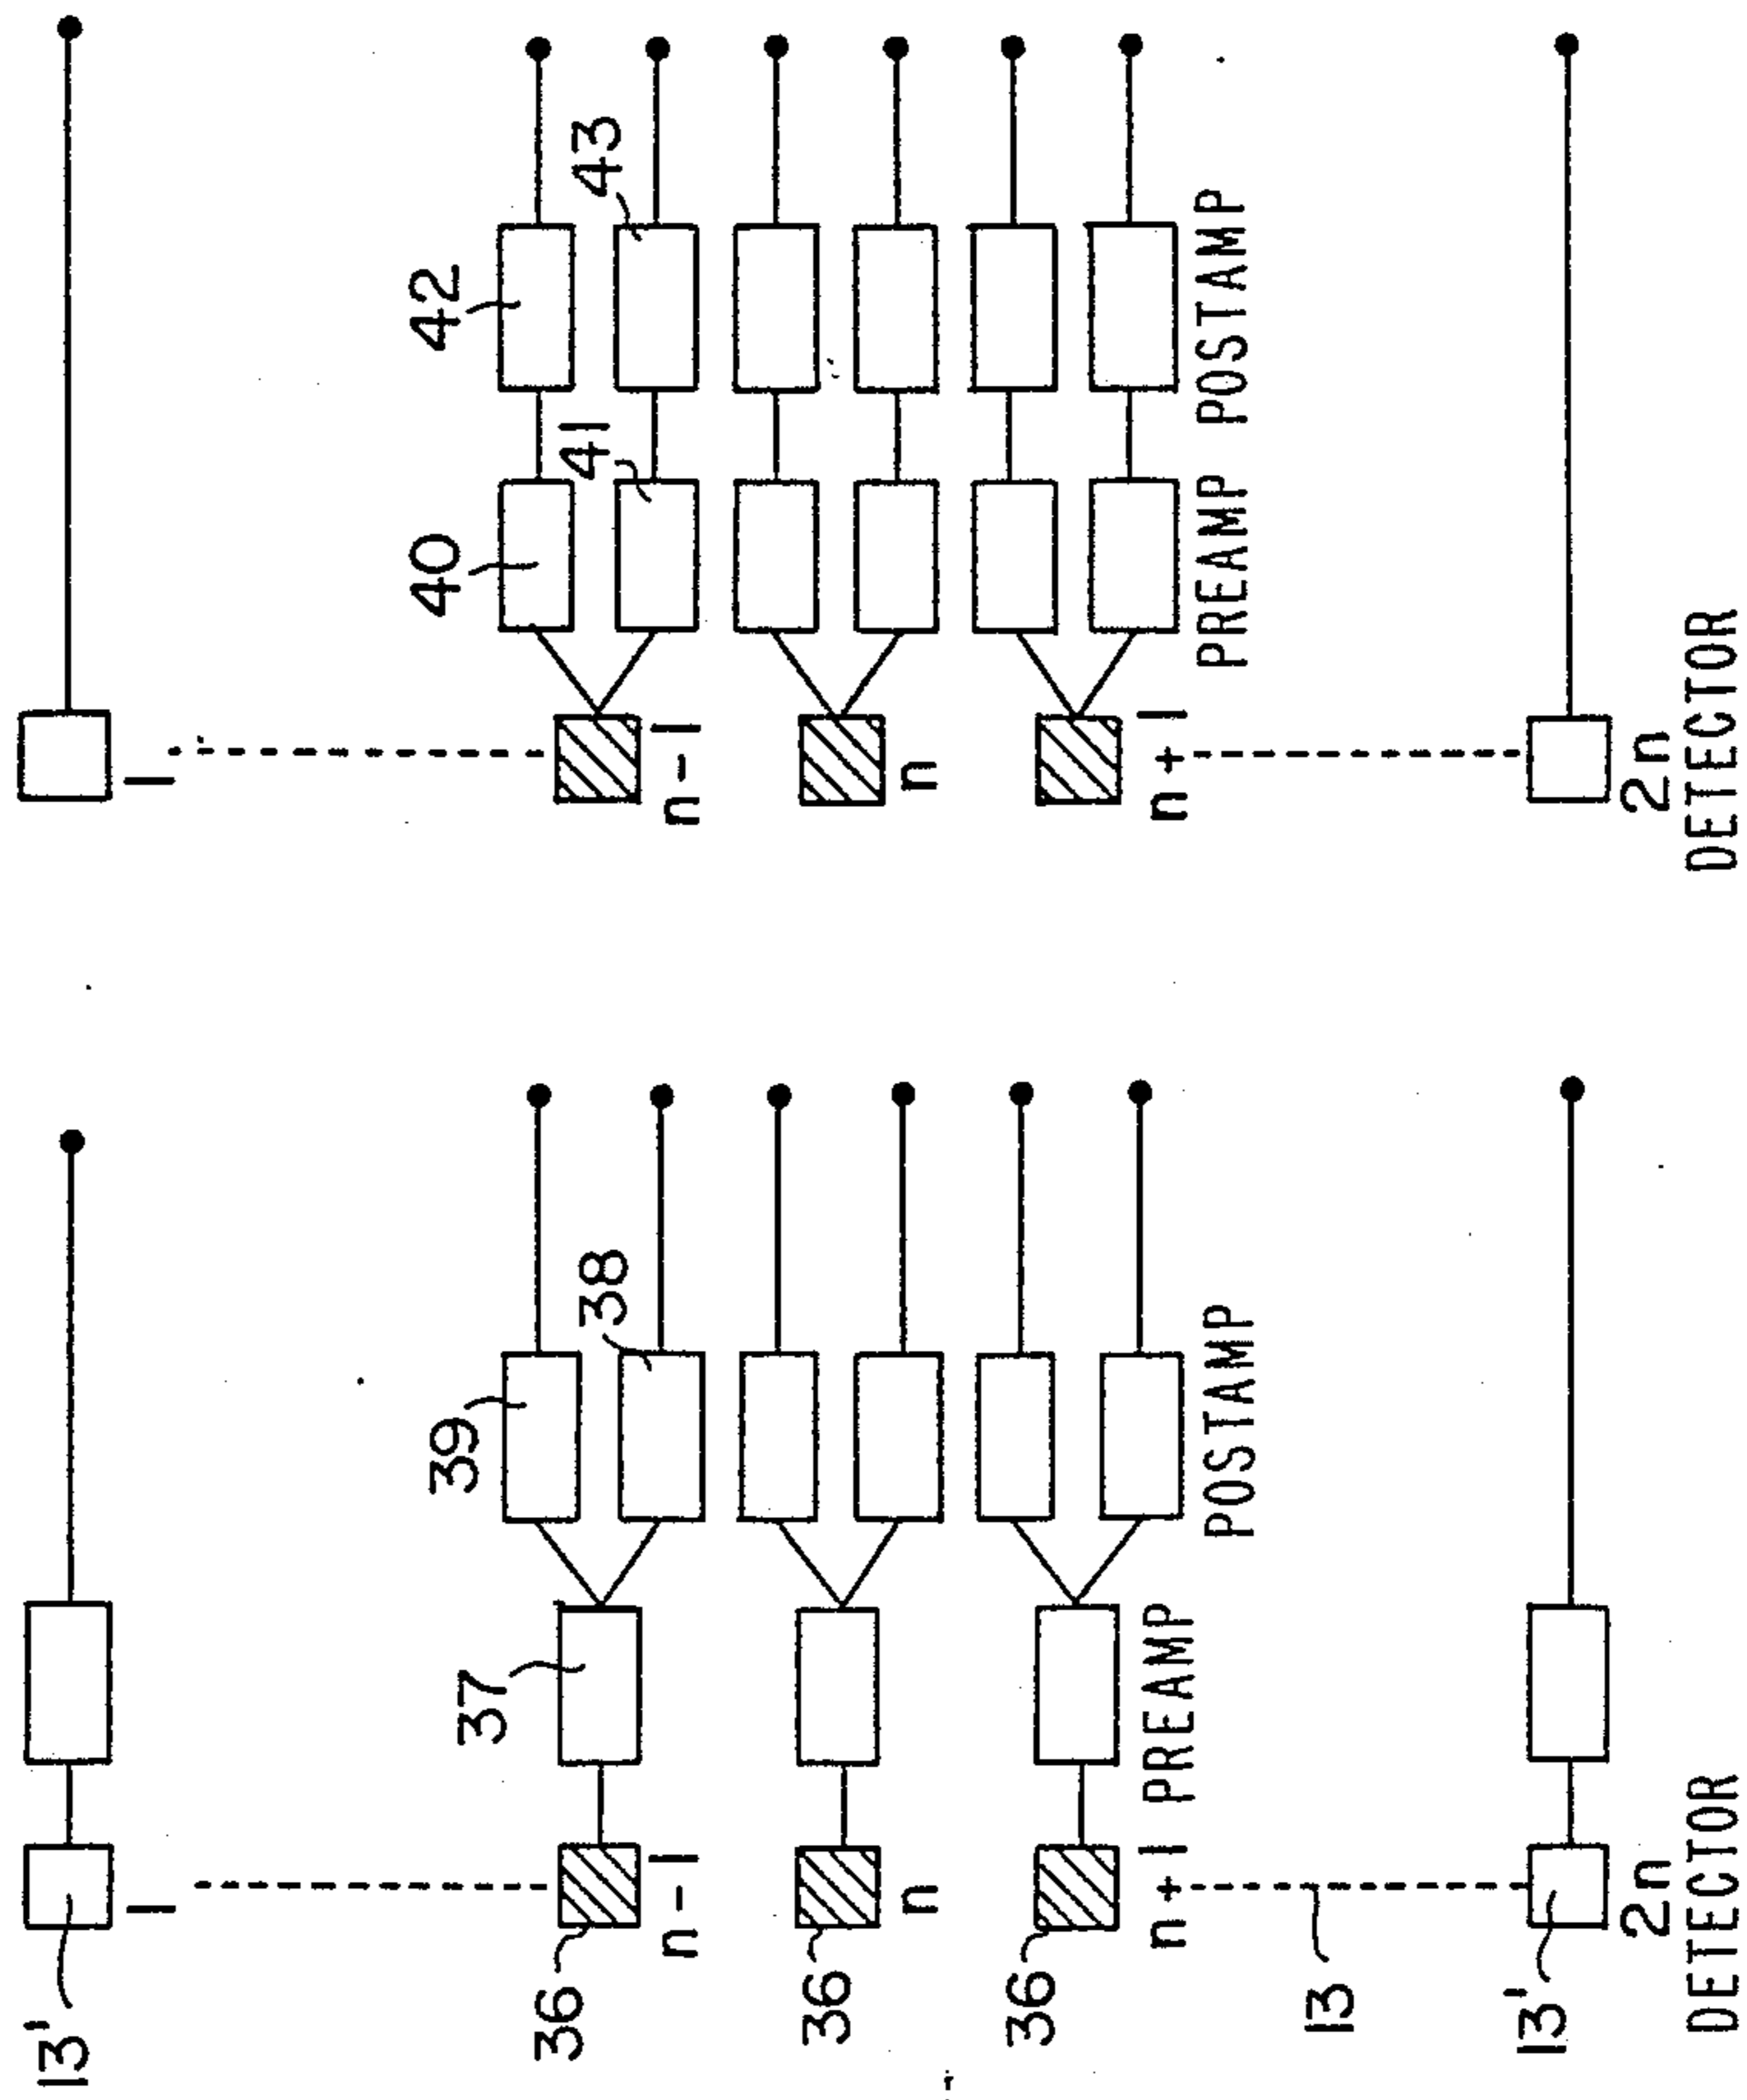 13'
1
37
39
36
38
n-1
36
n
36
n+1
PREAMP
POSTAMP
13
13'
2n
DETECTOR
1
40
42
41
43
n-1
n
n+1
PREAMP
POSTAMP
2n
DETECTOR